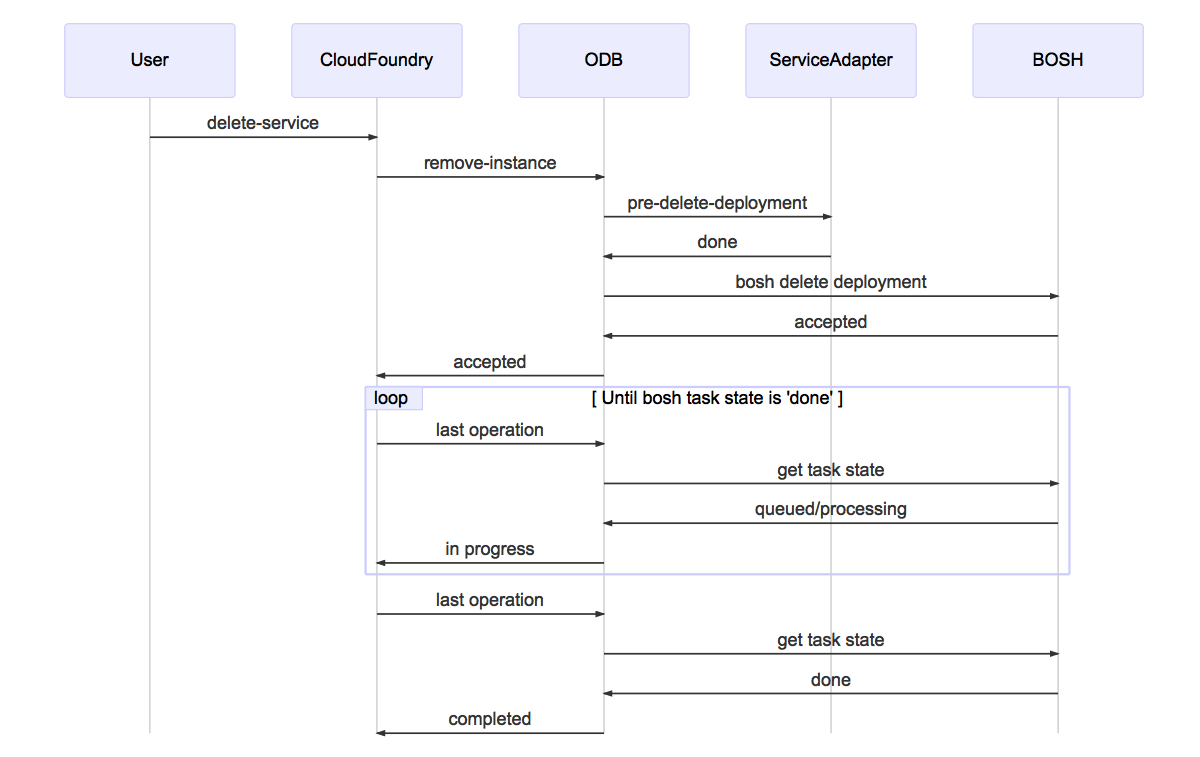 User
CloudFoundry
ODB
ServiceAdapter
BOSH
delete-service
remove-instance
pre-delete-deployment
done
bosh delete deployment
accepted
accepted
loop
[ Until bosh task state is 'done' ]
last operation
get task state
queued/processing
in progress
last operation
get task state
done
completed